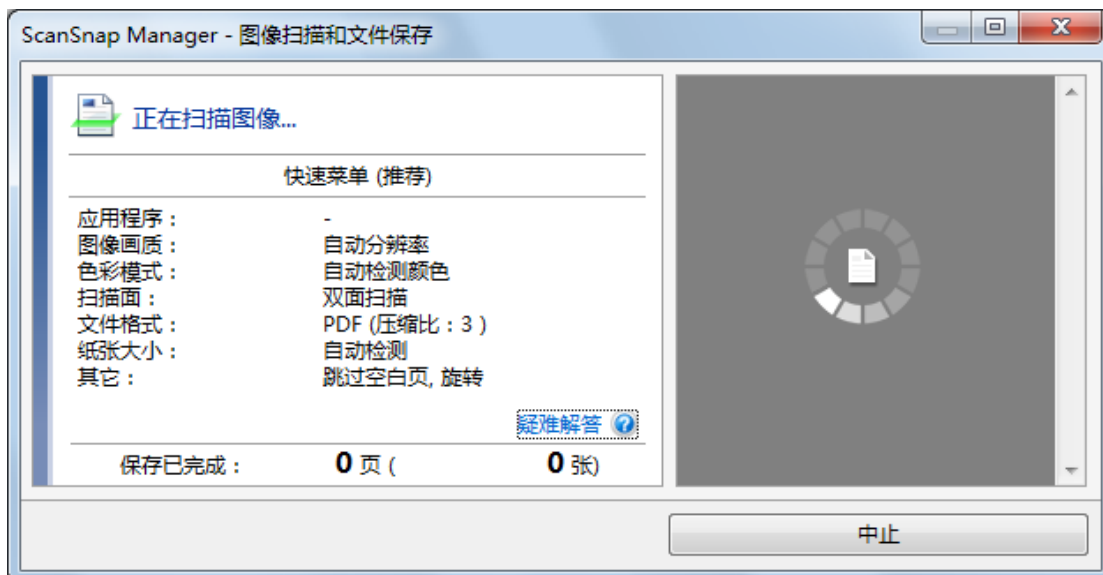 ScanSnap Manager - 图像扫描和文件保存
正在扫描图像...
快速菜单 (推荐)
应用程序： -
图像画质： 自动分辨率
色彩模式： 自动检测颜色
扫描面： 双面扫描
文件格式： PDF (压缩比：3 )
纸张大小： 自动检测
其它： 跳过空白页, 旋转
疑难解答
保存已完成： 0 页 ( 0 张)
中止